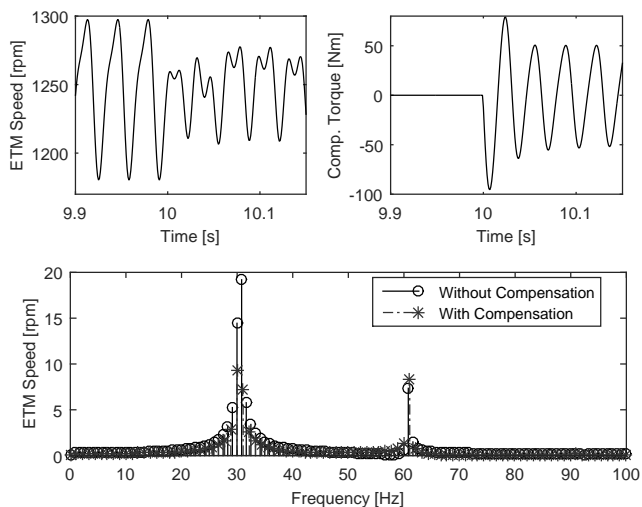 1300
1250
1200
ETM Speed [rpm]
9.9
10
10.1
Time [s]
50
0
-50
-100
Comp. Torque [Nm]
9.9
10
10.1
Time [s]
20
15
10
5
0
ETM Speed [rpm]
Without Compensation
With Compensation
0 10 20 30 40 50 60 70 80 90 100
Frequency [Hz]